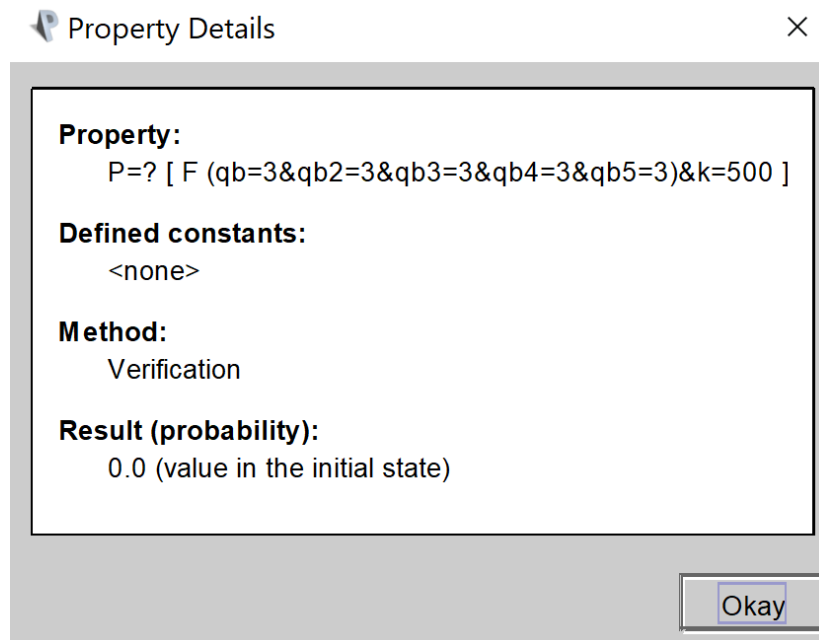 Property Details
Property:
P=? [ F (qb=3&qb2=3&qb3=3&qb4=3&qb5=3)&k=500 ]
Defined constants:
<none>
Method:
Verification
Result (probability):
0.0 (value in the initial state)
Okay